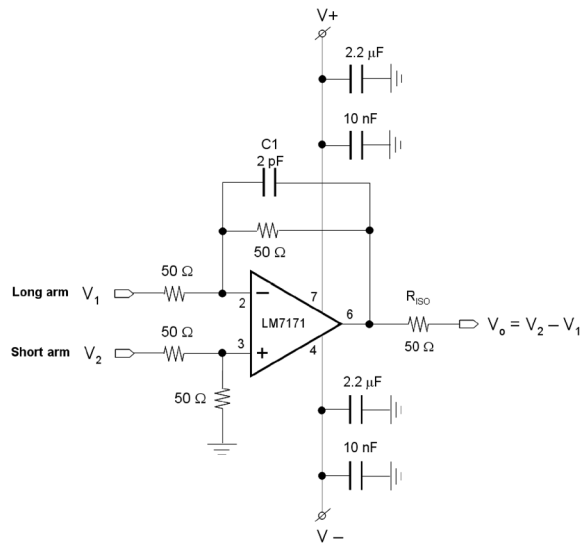 V+
2.2 μF
10 nF
C1
2 pF
50 Ω
50 Ω
Long arm V₁
2
7
LM7171
6
R_ISO
Vₒ = V₂ – V₁
50 Ω
50 Ω
Short arm V₂
3
4
50 Ω
2.2 μF
10 nF
V –